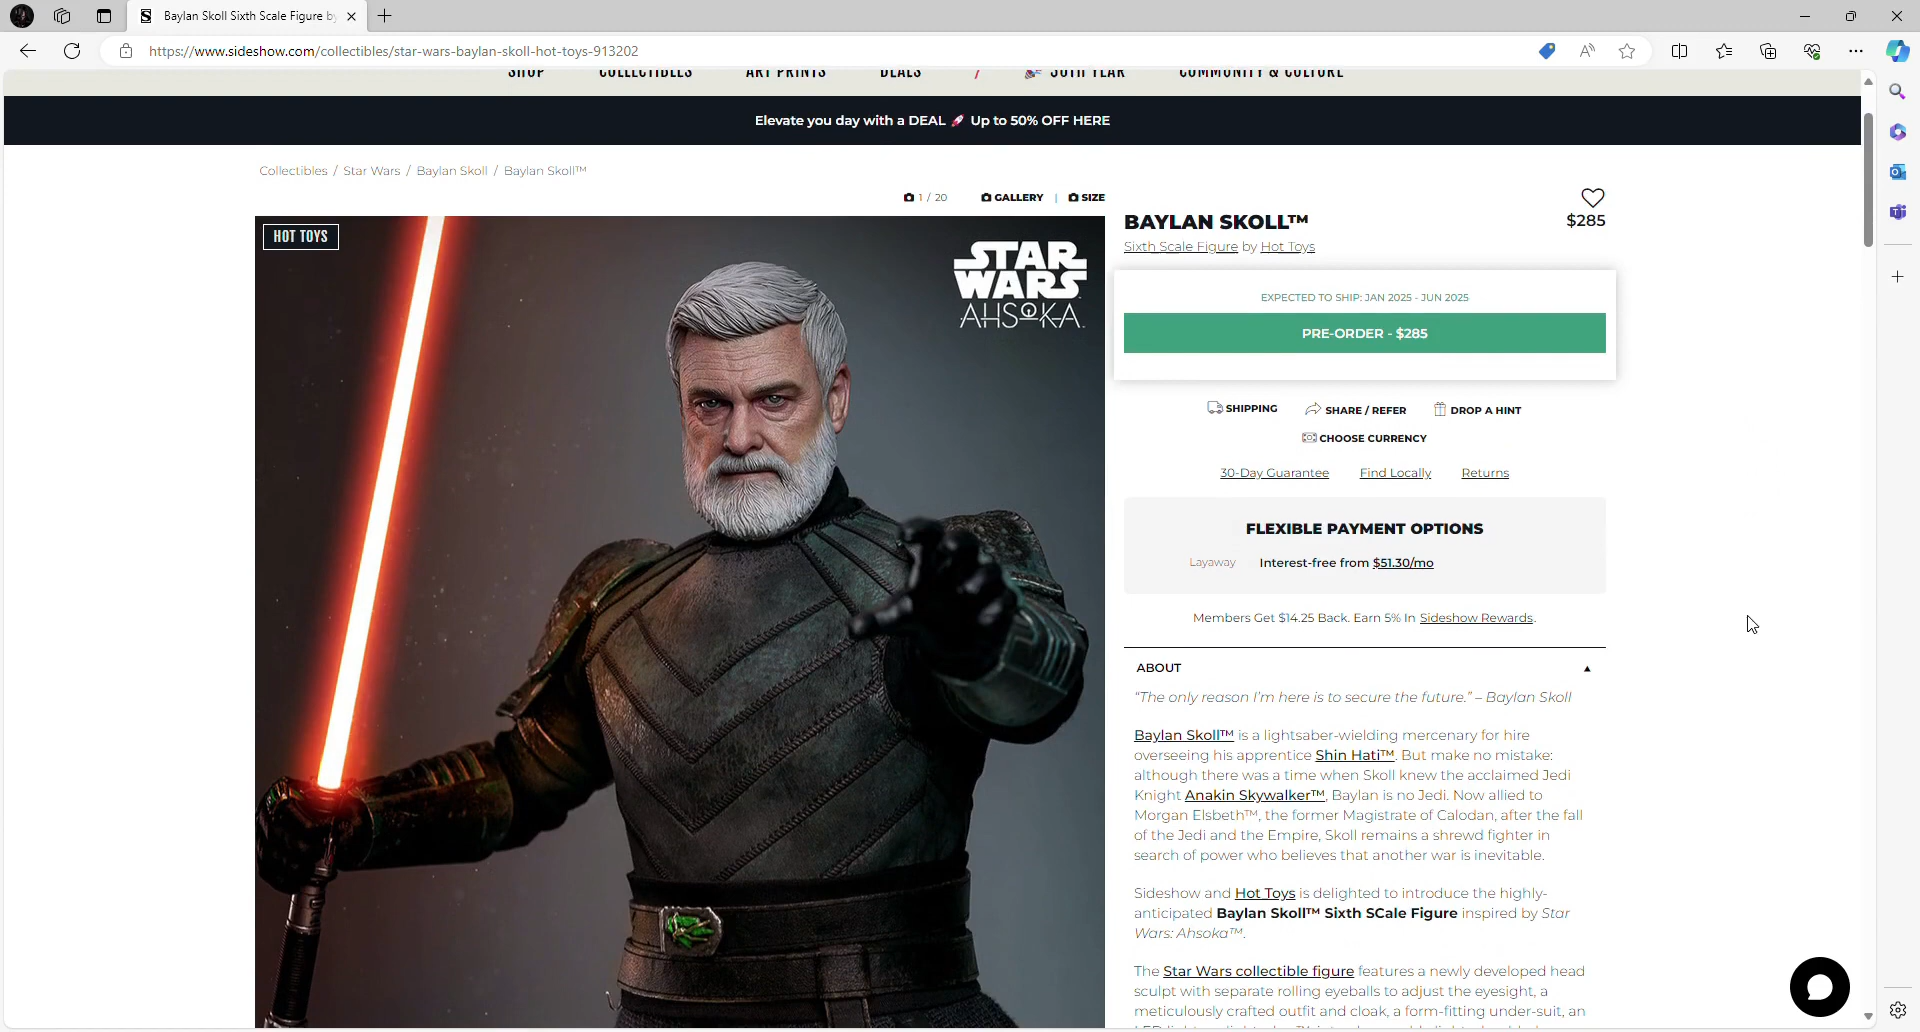 Baylan Skoll Sixth Scale Figure by
https://www.sideshow.com/collectibles/star-wars-baylan-skoll-hot-toys-913202
SHOP COLLECTIBLES ART PRINTS DEALS / 30TH YEAR COMMUNITY & CULTURE
Elevate you day with a DEAL 🚀 Up to 50% OFF HERE
Collectibles / Star Wars / Baylan Skoll / Baylan Skoll™
1 / 20 GALLERY | SIZE
HOT TOYS
STAR
WARS
AHSOKA
BAYLAN SKOLL™
$285
Sixth Scale Figure by Hot Toys
EXPECTED TO SHIP: JAN 2025 - JUN 2025
PRE-ORDER - $285
SHIPPING SHARE / REFER DROP A HINT
CHOOSE CURRENCY
30-Day Guarantee Find Locally Returns
FLEXIBLE PAYMENT OPTIONS
Layaway Interest-free from $51.30/mo
Members Get $14.25 Back. Earn 5% In Sideshow Rewards.
ABOUT
“The only reason I’m here is to secure the future.” – Baylan Skoll
Baylan Skoll™ is a lightsaber-wielding mercenary for hire
overseeing his apprentice Shin Hati™. But make no mistake:
although there was a time when Skoll knew the acclaimed Jedi
Knight Anakin Skywalker™, Baylan is no Jedi. Now allied to
Morgan Elsbeth™, the former Magistrate of Calodan, after the fall
of the Jedi and the Empire, Skoll remains a shrewd fighter in
search of power who believes that another war is inevitable.
Sideshow and Hot Toys is delighted to introduce the highly-
anticipated Baylan Skoll™ Sixth SCale Figure inspired by Star
Wars: Ahsoka™.
The Star Wars collectible figure features a newly developed head
sculpt with separate rolling eyeballs to adjust the eyesight, a
meticulously crafted outfit and cloak, a form-fitting under-suit, an